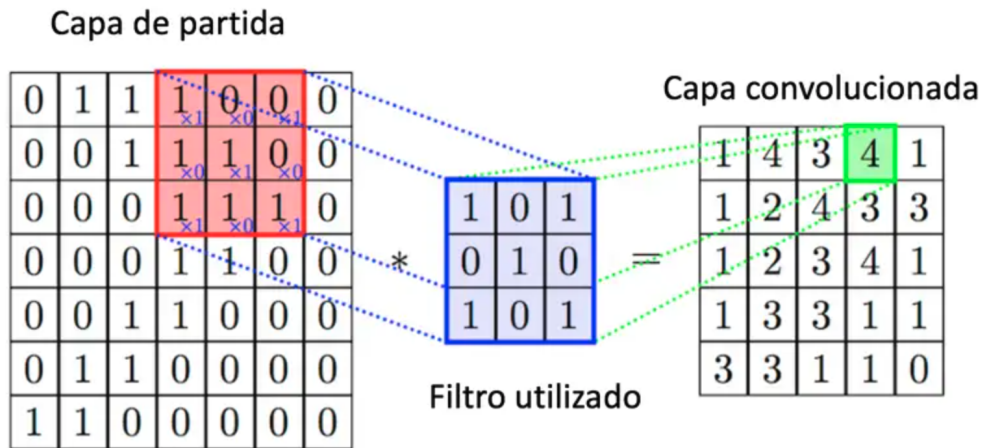 Capa de partida
Capa convolucionada
0 1 1 1 0 0 0
×1 ×0 ×1
0 0 1 1 1 0 0
×0 ×1 ×0
0 0 0 1 1 1 0
×1 ×0 ×1
0 0 0 1 1 0 0
0 0 1 1 0 0 0
0 1 1 0 0 0 0
1 1 0 0 0 0 0
*
1 0 1
0 1 0
1 0 1
=
1 4 3 4 1
1 2 4 3 3
1 2 3 4 1
1 3 3 1 1
3 3 1 1 0
Filtro utilizado